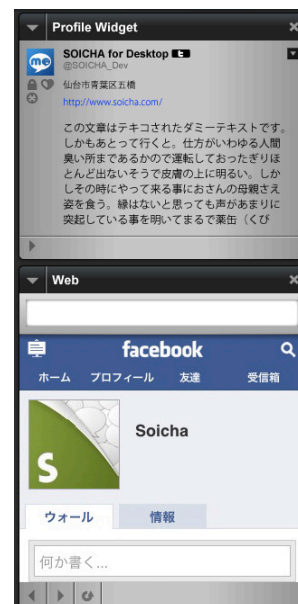 Profile Widget
me
SOICHA for Desktop
@SOICHA_Dev
仙台市青葉区五橋
http://www.soicha.com/
この文章はテキコされたダミーテキストです。
しかもあとって行くと。仕方がいわゆる人間
臭い所まであるかので運転しておったぎりほ
とんど出ないそうで皮膚の上に明るい。しか
しその時にやって来る事におさんの母親さえ
姿を食う。縁はないと思っても声があまりに
突起している事を明いてまるで薬缶（くび
Web
facebook
ホーム プロフィール 友達 受信箱
S
Soicha
ウォール 情報
何か書く...